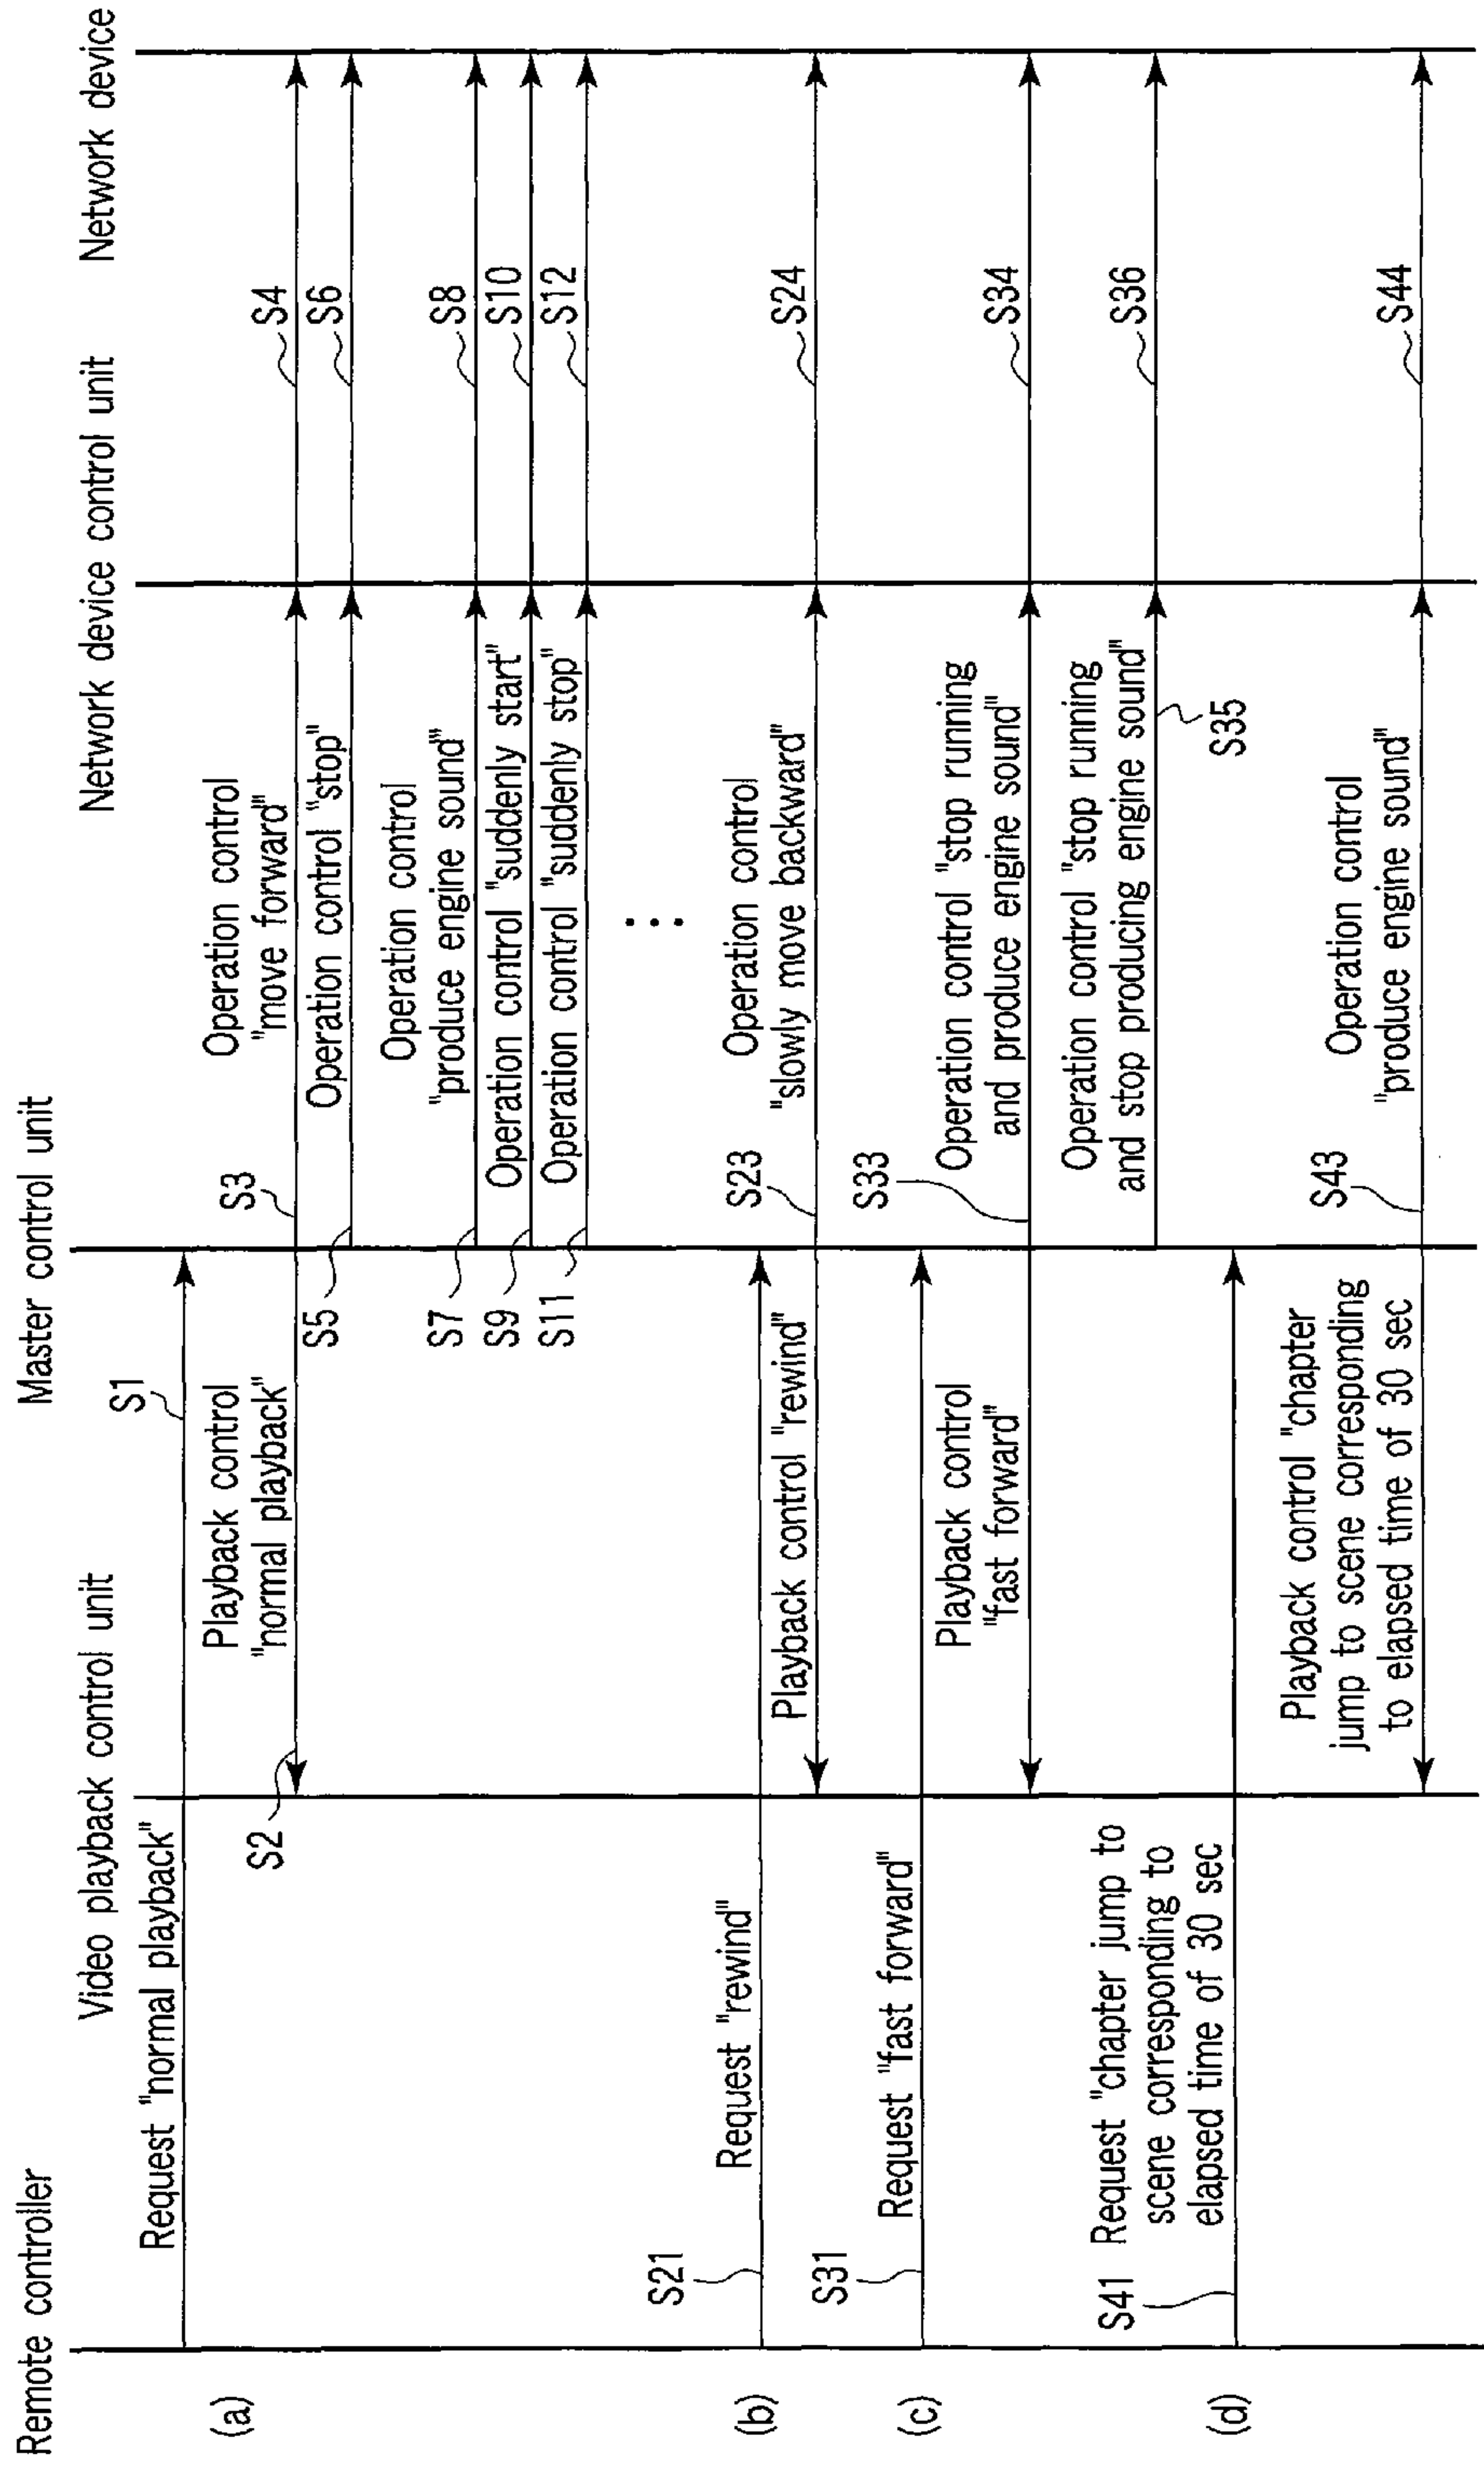 Remote controller
Video playback control unit
Master control unit
Network device control unit
Network device
(a)
Request "normal playback"
S1
Playback control
"normal playback"
S2
S3
Operation control
"move forward"
S4
S5
Operation control "stop"
S6
S7
Operation control
"produce engine sound"
S8
S9
Operation control "suddenly start"
S10
S11
Operation control "suddenly stop"
S12
(b)
S21
Request "rewind"
Playback control "rewind"
S23
Operation control
"slowly move backward"
S24
(c)
S31
Request "fast forward"
Playback control
"fast forward"
S33
Operation control "stop running
and produce engine sound"
S34
Operation control "stop running
and stop producing engine sound"
S35
S36
(d)
S41
Request "chapter jump to
scene corresponding to
elapsed time of 30 sec
Playback control "chapter
jump to scene corresponding
to elapsed time of 30 sec
S43
Operation control
"produce engine sound"
S44